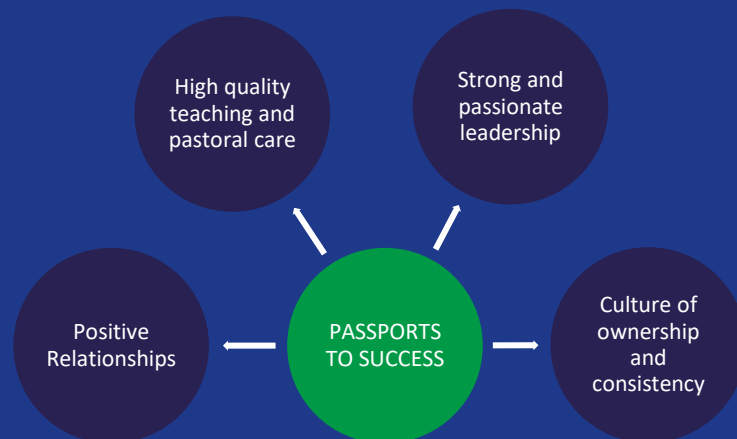 High quality
teaching and
pastoral care
Strong and
passionate
leadership
Positive
Relationships
PASSPORTS
TO SUCCESS
Culture of
ownership
and
consistency